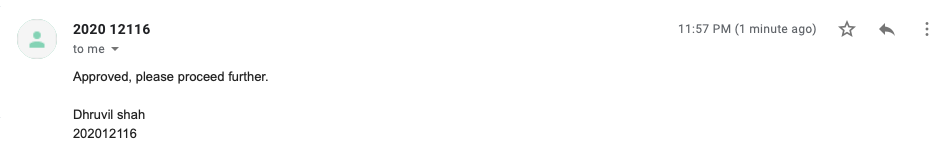 2020 12116
11:57 PM (1 minute ago)
to me
Approved, please proceed further.
Dhruvil shah
202012116